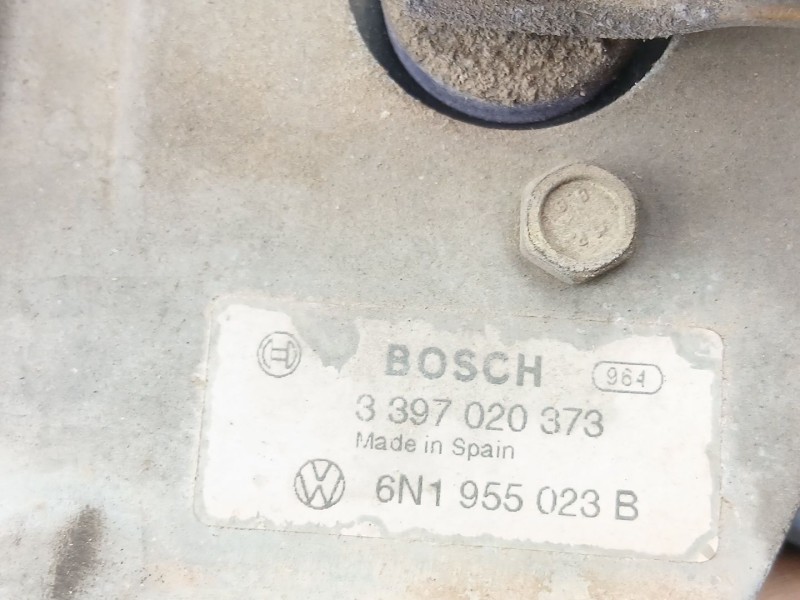 BOSCH 964
3 397 020 373
Made in Spain
6N1 955 023 B